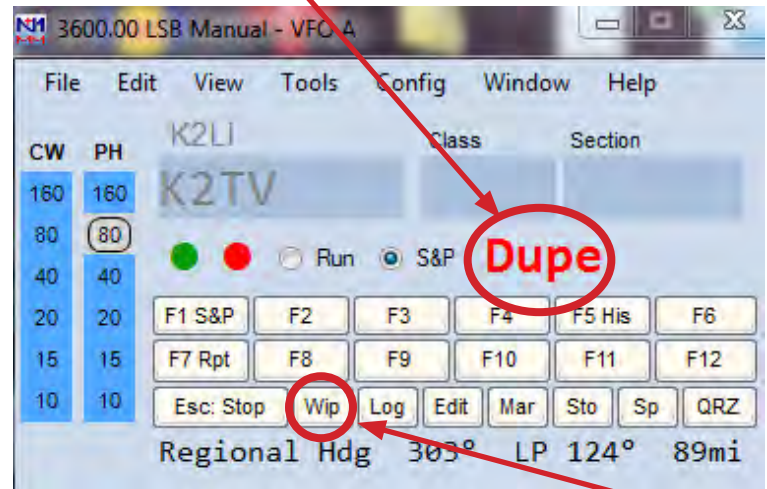 N1MM 3600.00 LSB Manual - VFO A
File Edit View Tools Config Window Help
K2LI
CW PH Class Section
160 160 K2TV
80 80
Run S&P Dupe
40 40
20 20 F1 S&P F2 F3 F4 F5 His F6
15 15 F7 Rpt F8 F9 F10 F11 F12
10 10 Esc: Stop Wip Log Edit Mar Sto Sp QRZ
Regional Hdg 303° LP 124° 89mi